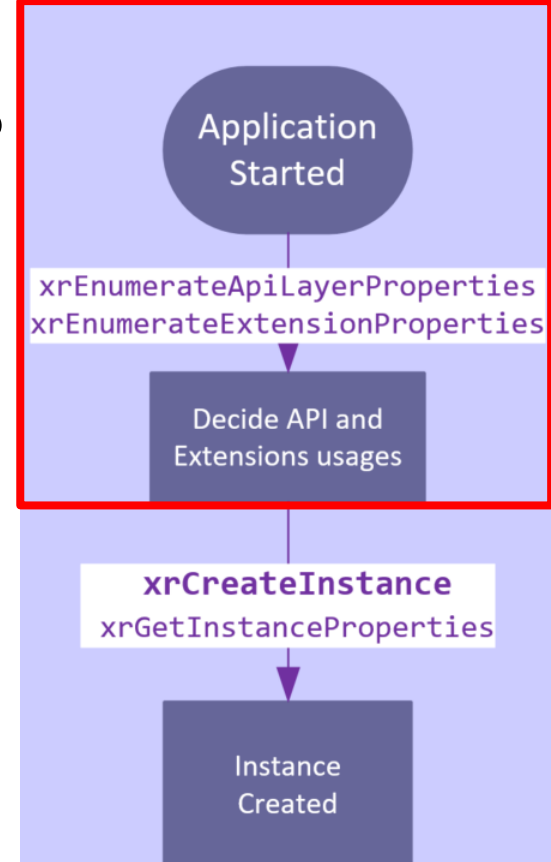 Application
Started
xrEnumerateApiLayerProperties
xrEnumerateExtensionProperties
Decide API and
Extensions usages
xrCreateInstance
xrGetInstanceProperties
Instance
Created